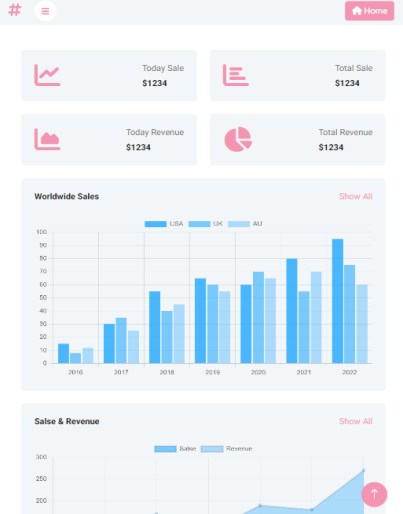 #
Home
Today Sale
$1234
Total Sale
$1234
Today Revenue
$1234
Total Revenue
$1234
Worldwide Sales
Show All
USA UK AU
100
90
80
70
60
50
40
30
20
10
0
2016 2017 2018 2019 2020 2021 2022
Salse & Revenue
Show All
Salse Revenue
300
250
200